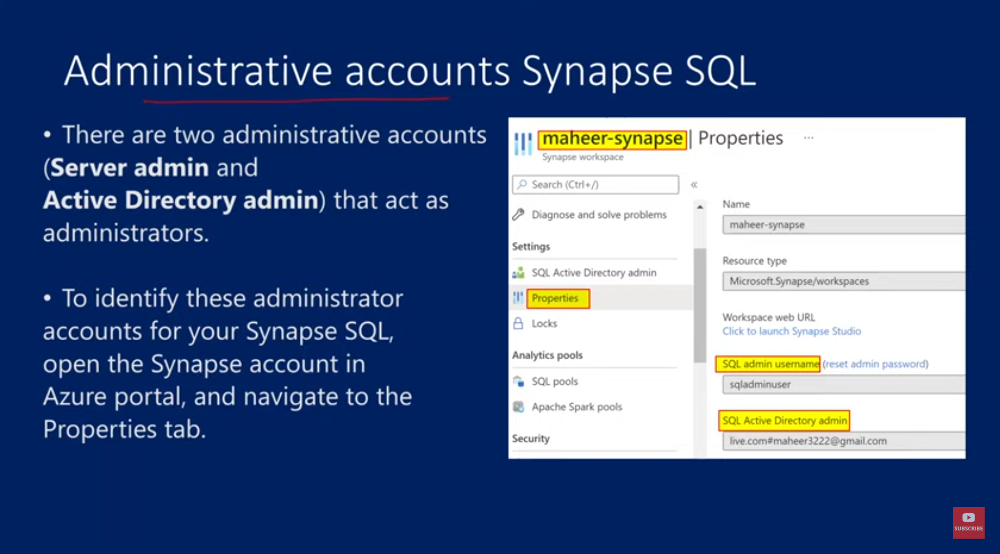 Administrative accounts Synapse SQL
• There are two administrative accounts
(Server admin and
Active Directory admin) that act as
administrators.
• To identify these administrator
accounts for your Synapse SQL,
open the Synapse account in
Azure portal, and navigate to the
Properties tab.
maheer-synapse | Properties ...
Synapse workspace
Search (Ctrl+/) «
Diagnose and solve problems
Settings
SQL Active Directory admin
Properties
Locks
Analytics pools
SQL pools
Apache Spark pools
Security
Name
maheer-synapse
Resource type
Microsoft.Synapse/workspaces
Workspace web URL
Click to launch Synapse Studio
SQL admin username (reset admin password)
sqladminuser
SQL Active Directory admin
live.com#maheer3222@gmail.com
SUBSCRIBE